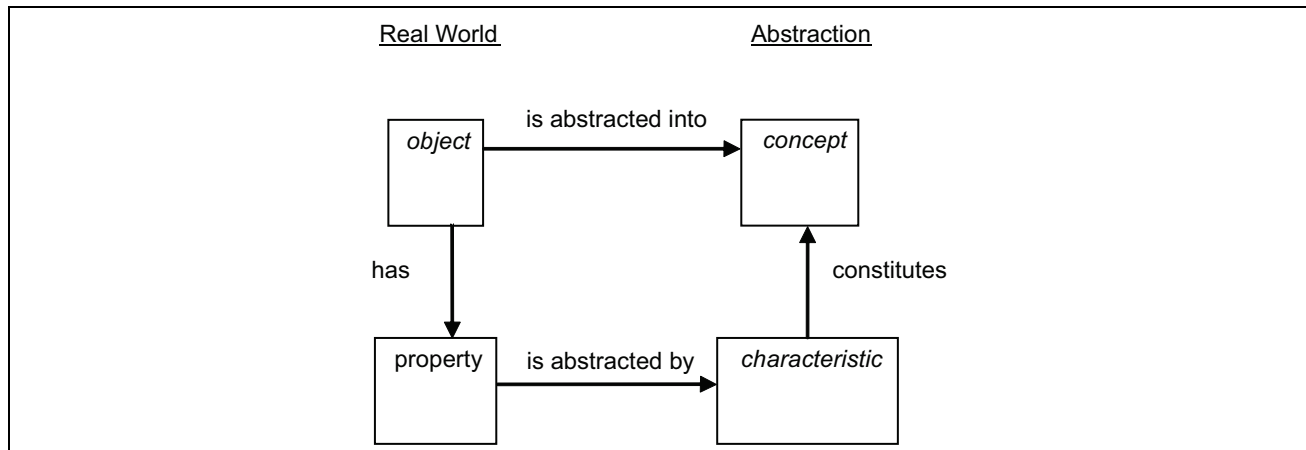 Real World Abstraction
is abstracted into
object concept
has constitutes
property is abstracted by characteristic